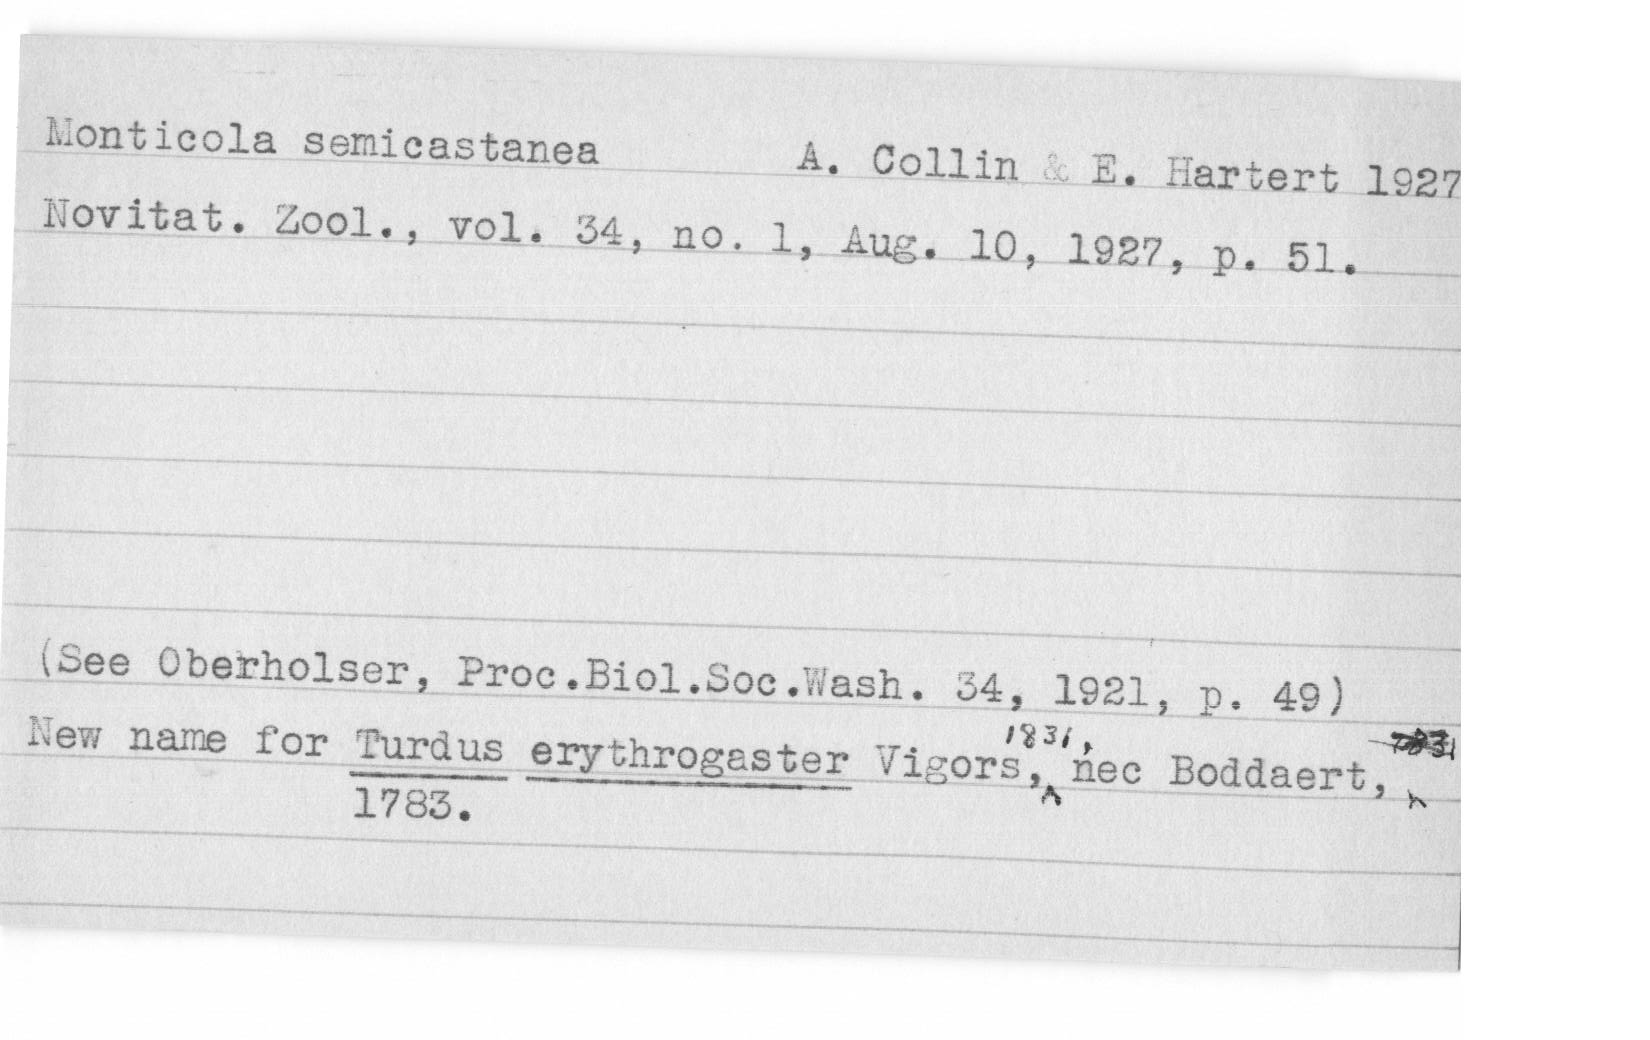 Monticola semicastanea A. Collin & E. Hartert 1927
Novitat. Zool., vol. 34, no. 1, Aug. 10, 1927, p. 51.
(See Oberholser, Proc.Biol.Soc.Wash. 34, 1921, p. 49)
New name for Turdus erythrogaster Vigors, 1831, nec Boddaert,
1783.